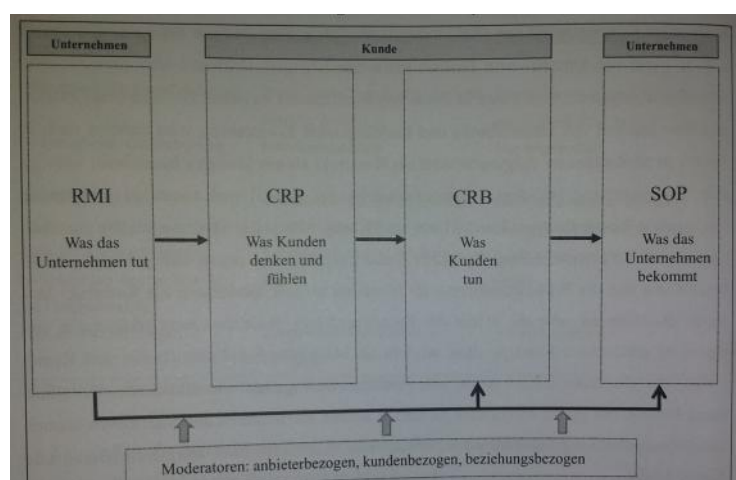 Unternehmen
Kunde
Unternehmen
RMI
Was das
Unternehmen tut
CRP
Was Kunden
denken und
fühlen
CRB
Was
Kunden
tun
SOP
Was das
Unternehmen
bekommt
Moderatoren: anbieterbezogen, kundenbezogen, beziehungsbezogen